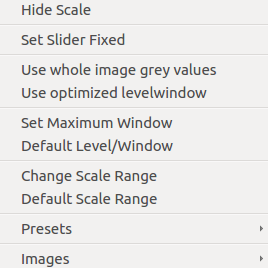 Hide Scale
Set Slider Fixed
Use whole image grey values
Use optimized levelwindow
Set Maximum Window
Default Level/Window
Change Scale Range
Default Scale Range
Presets
Images